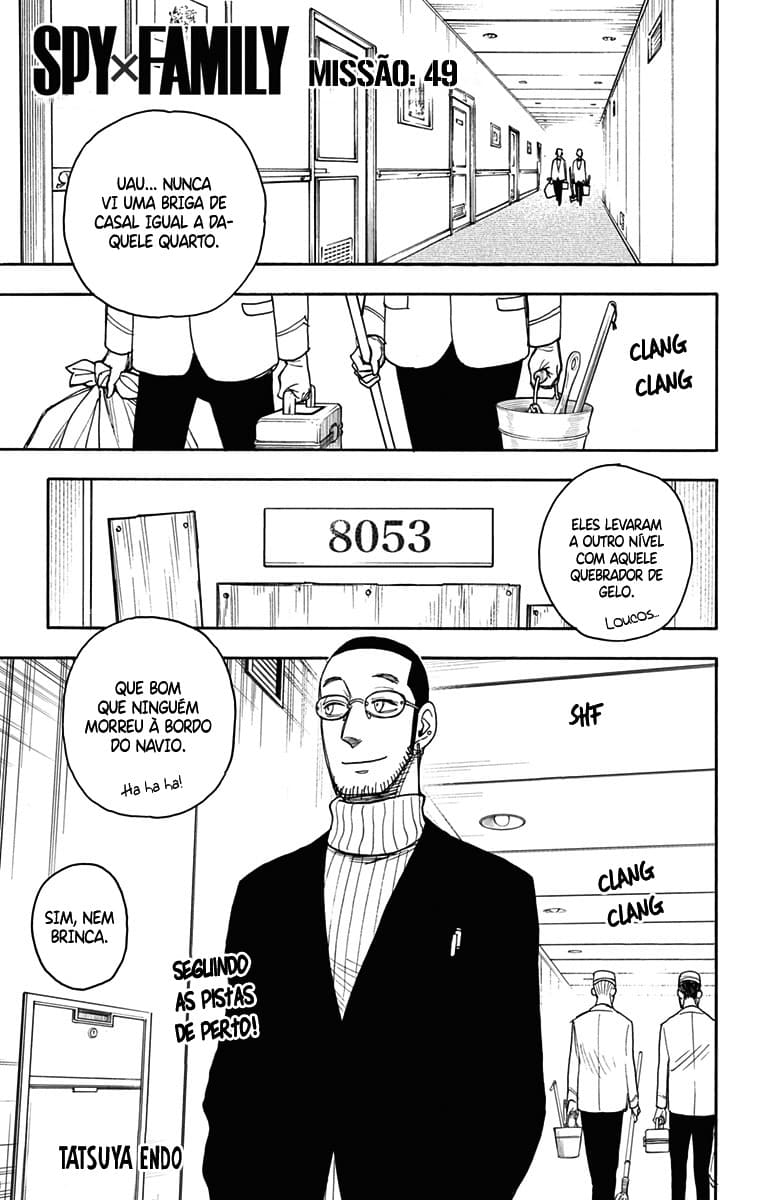 SPY×FAMILY MISSÃO: 49
UAU... NUNCA
VI UMA BRIGA DE
CASAL IGUAL A DA-
QUELE QUARTO.
CLANG
CLANG
8053
ELES LEVARAM
A OUTRO NÍVEL
COM AQUELE
QUEBRADOR DE
GELO.
Loucos...
QUE BOM
QUE NINGUÉM
MORREU À BORDO
DO NAVIO.
Ha ha ha!
SHF
CLANG
CLANG
SIM, NEM
BRINCA.
SEGUINDO
AS PISTAS
DE PERTO!
TATSUYA ENDO